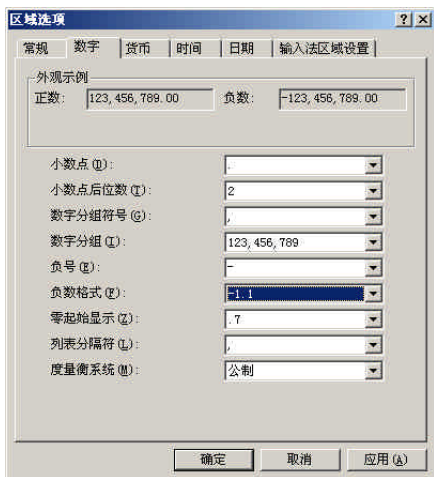 区域选项
常规 数字 货币 时间 日期 输入法区域设置
外观示例
正数: 123,456,789.00 负数: -123,456,789.00
小数点(D): .
小数点后位数(T): 2
数字分组符号(G): ,
数字分组(I): 123,456,789
负号(E): -
负数格式(F): -1.1
零起始显示(Z): .7
列表分隔符(L): ,
度量衡系统(M): 公制
确定 取消 应用(A)